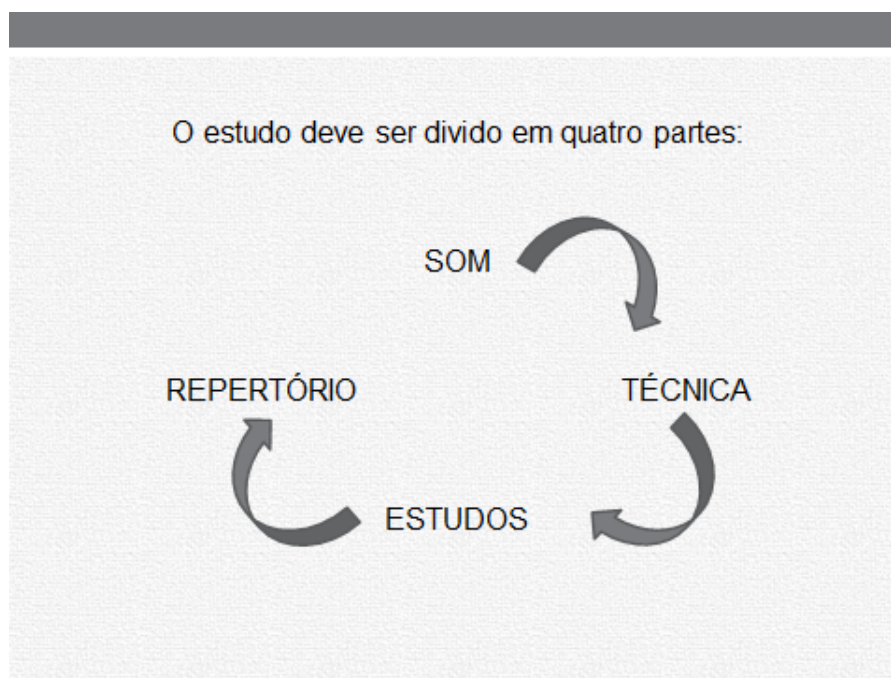 O estudo deve ser divido em quatro partes:
SOM
REPERTÓRIO
TÉCNICA
ESTUDOS